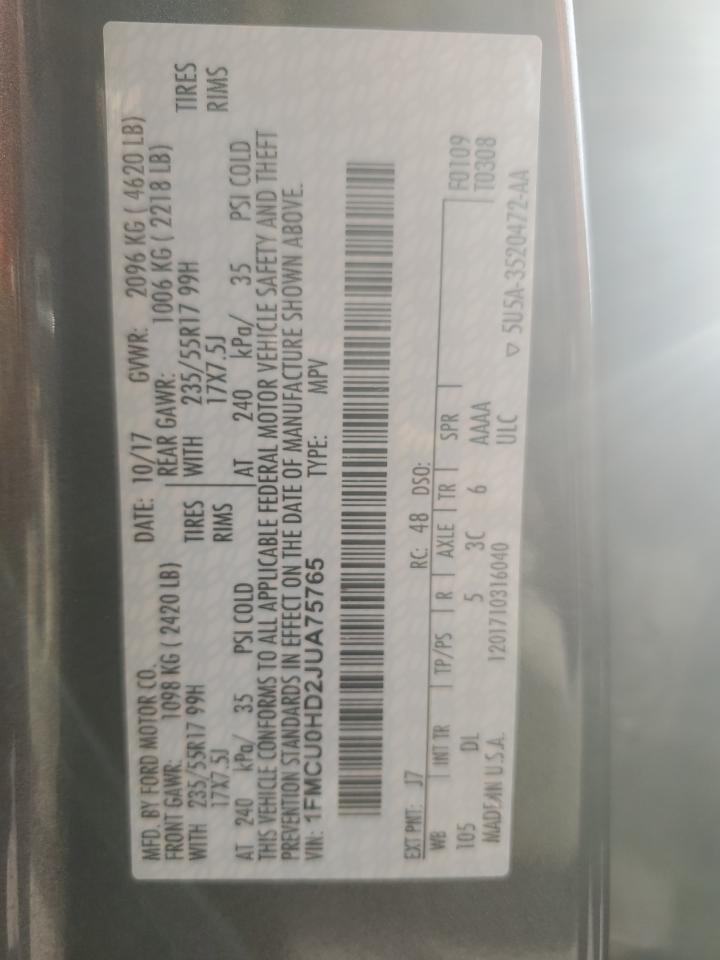 MFD. BY FORD MOTOR CO. DATE: 10/17 GVWR: 2096 KG ( 4620 LB)
FRONT GAWR: 1098 KG ( 2420 LB) REAR GAWR: 1006 KG ( 2218 LB)
WITH 235/55R17 99H TIRES WITH 235/55R17 99H TIRES
17X7.5J RIMS 17X7.5J RIMS
AT 240 kPa/ 35 PSI COLD AT 240 kPa/ 35 PSI COLD
THIS VEHICLE CONFORMS TO ALL APPLICABLE FEDERAL MOTOR VEHICLE SAFETY AND THEFT
PREVENTION STANDARDS IN EFFECT ON THE DATE OF MANUFACTURE SHOWN ABOVE.
VIN: 1FMCU0HD2JUA75765 TYPE: MPV
EXT PNT: J7 RC: 48 DSO: F0109
WB INT TR TP/PS R AXLE TR SPR T0308
105 DL 5 3C 6 AAAA
MADE IN U.S.A. 1201710316040 ULC ▽ 5U5A-3520472-AA